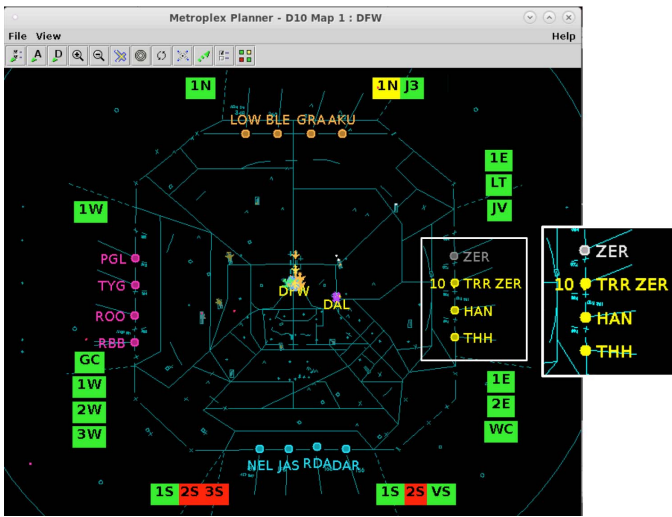 Metroplex Planner - D10 Map 1 : DFW
File View Help
1N 1N J3
LOW BLE GRA AKU
1E
LT
JV
1W
PGL
TYG
ROO
RBB
DFW
DAL
ZER
10 TRR ZER
HAN
THH
ZER
10 TRR ZER
HAN
THH
GC
1W
2W
3W
1E
2E
WC
NEL JAS RDA DAR
1S 2S 3S 1S 2S VS